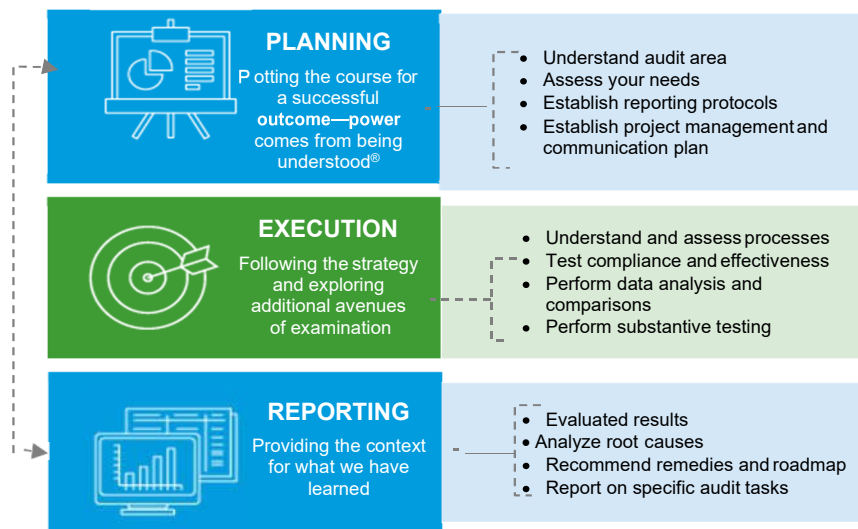 PLANNING
P otting the course for
a successful
outcome—power
comes from being
understood®
• Understand audit area
• Assess your needs
• Establish reporting protocols
• Establish project management and
communication plan
EXECUTION
Following the strategy
and exploring
additional avenues
of examination
• Understand and assess processes
• Test compliance and effectiveness
• Perform data analysis and
comparisons
• Perform substantive testing
REPORTING
Providing the context
for what we have
learned
• Evaluated results
• Analyze root causes
• Recommend remedies and roadmap
• Report on specific audit tasks